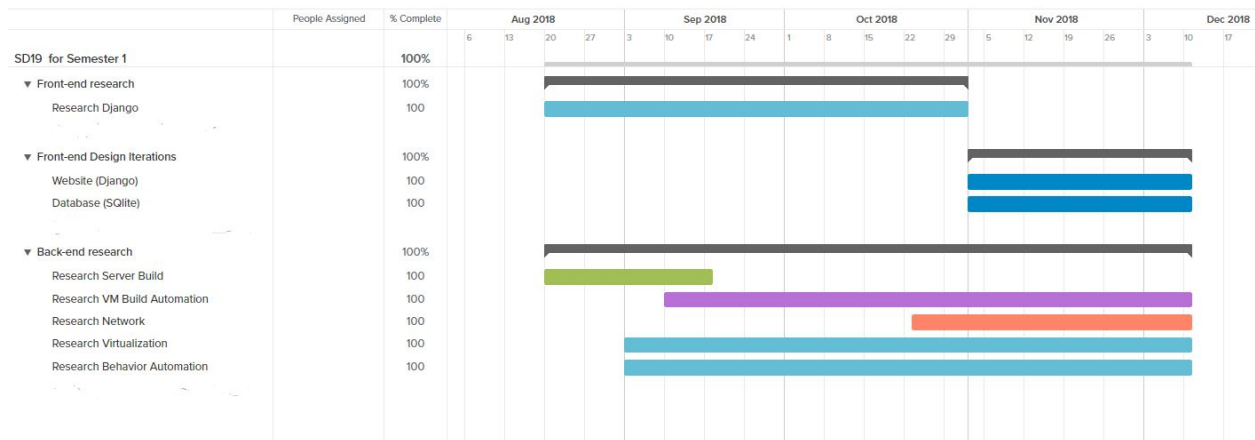 People Assigned % Complete Aug 2018 Sep 2018 Oct 2018 Nov 2018 Dec 2018
6 13 20 27 3 10 17 24 1 8 15 22 29 5 12 19 26 3 10 17
SD19 for Semester 1 100%
▼ Front-end research 100%
Research Django 100
▼ Front-end Design Iterations 100%
Website (Django) 100
Database (SQlite) 100
▼ Back-end research 100%
Research Server Build 100
Research VM Build Automation 100
Research Network 100
Research Virtualization 100
Research Behavior Automation 100